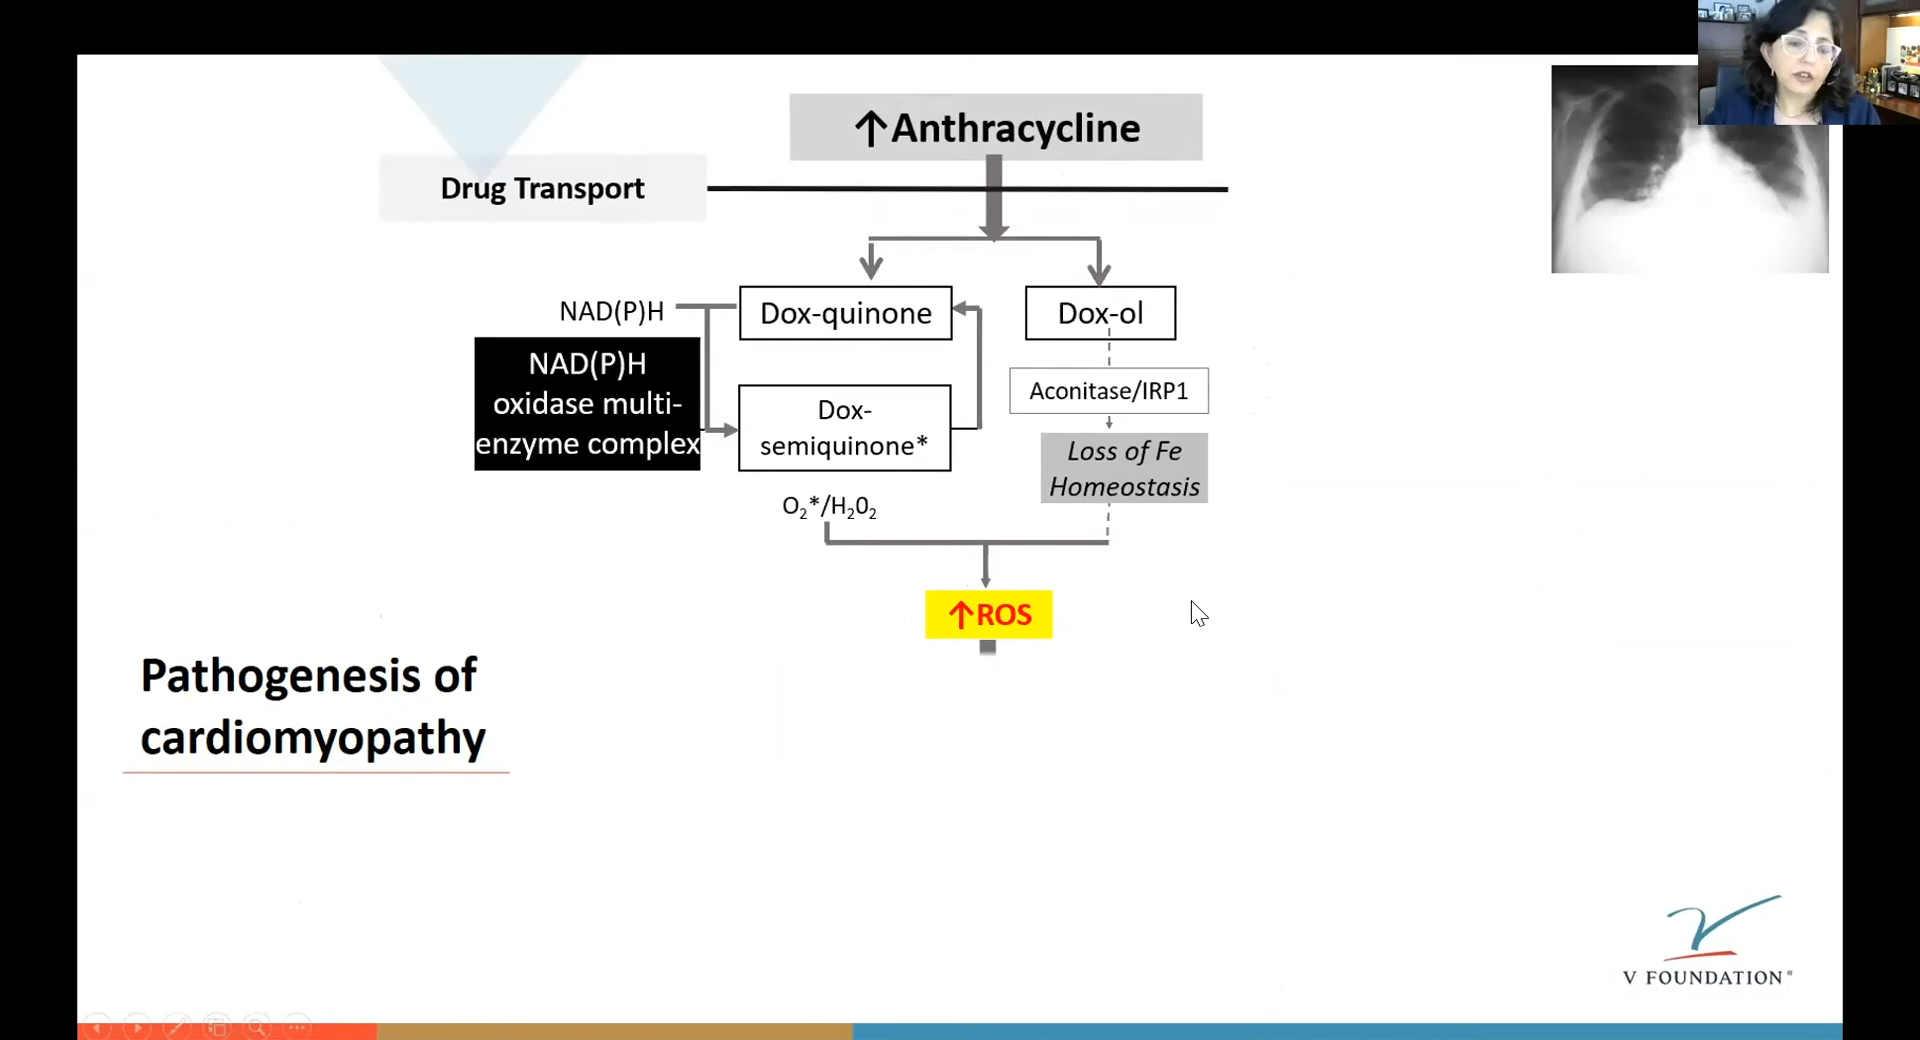 ↑Anthracycline
Drug Transport
NAD(P)H
Dox-quinone
Dox-ol
NAD(P)H
oxidase multi-
enzyme complex
Dox-
semiquinone*
Aconitase/IRP1
Loss of Fe
Homeostasis
O₂*/H₂0₂
↑ROS
Pathogenesis of
cardiomyopathy
V FOUNDATION®